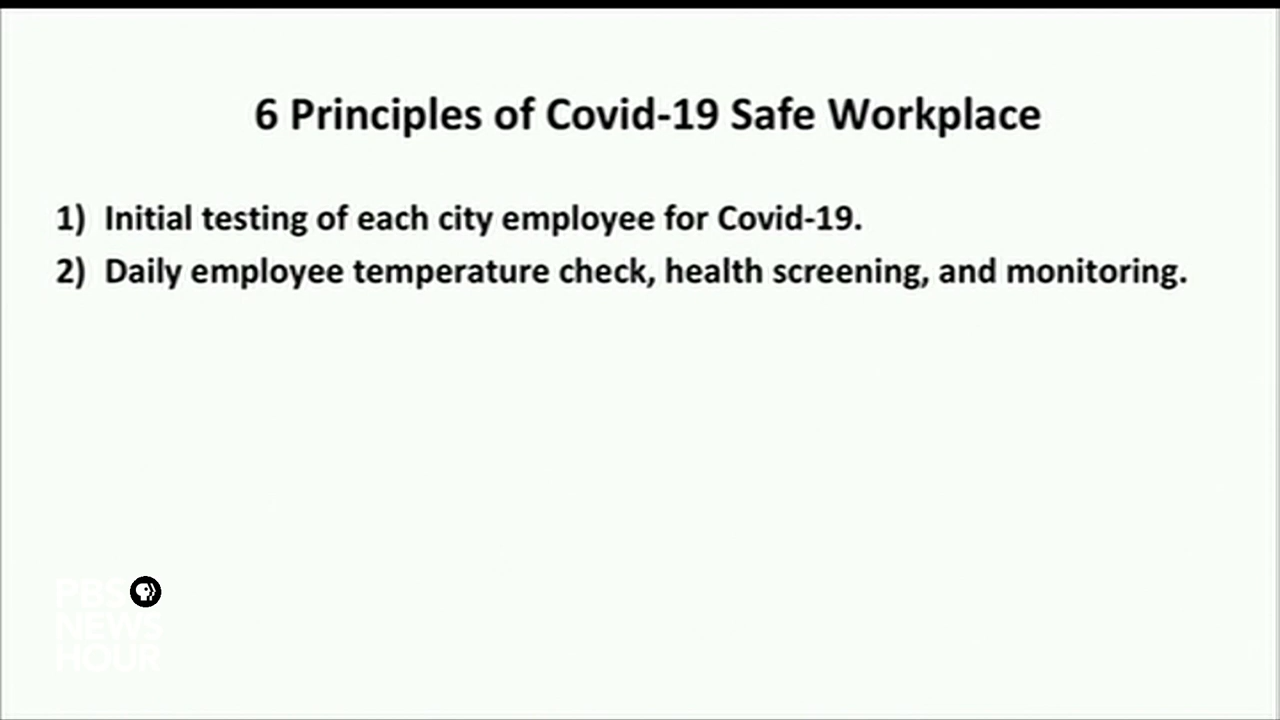 6 Principles of Covid-19 Safe Workplace
1) Initial testing of each city employee for Covid-19.
2) Daily employee temperature check, health screening, and monitoring.
PBS
NEWS
HOUR